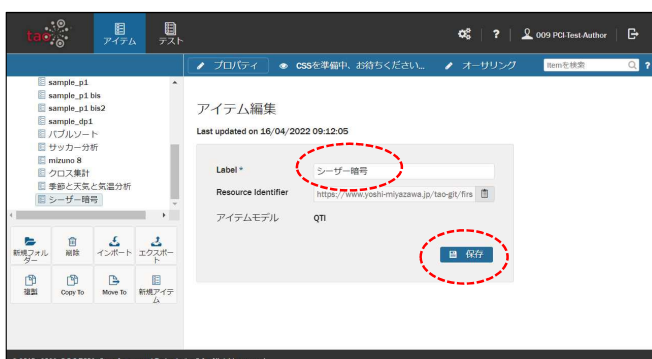 tao
アイテム
テスト
?
009 PCI-Test-Author
プロパティ
CSSを準備中、お待ちください...
オーサリング
Itemを検索
?
sample_p1
sample_p1 bis
sample_p1 bis2
sample_dp1
バブルソート
サッカー分析
mizuno 8
クロス集計
季節と天気と気温分析
シーザー暗号
新規フォルダー
削除
インポート
エクスポート
複製
Copy To
Move To
新規アイテム
アイテム編集
Last updated on 16/04/2022 09:12:05
Label *
シーザー暗号
Resource Identifier
https://www.yoshi-miyazawa.jp/tao-git/firs
アイテムモデル
QTI
保存